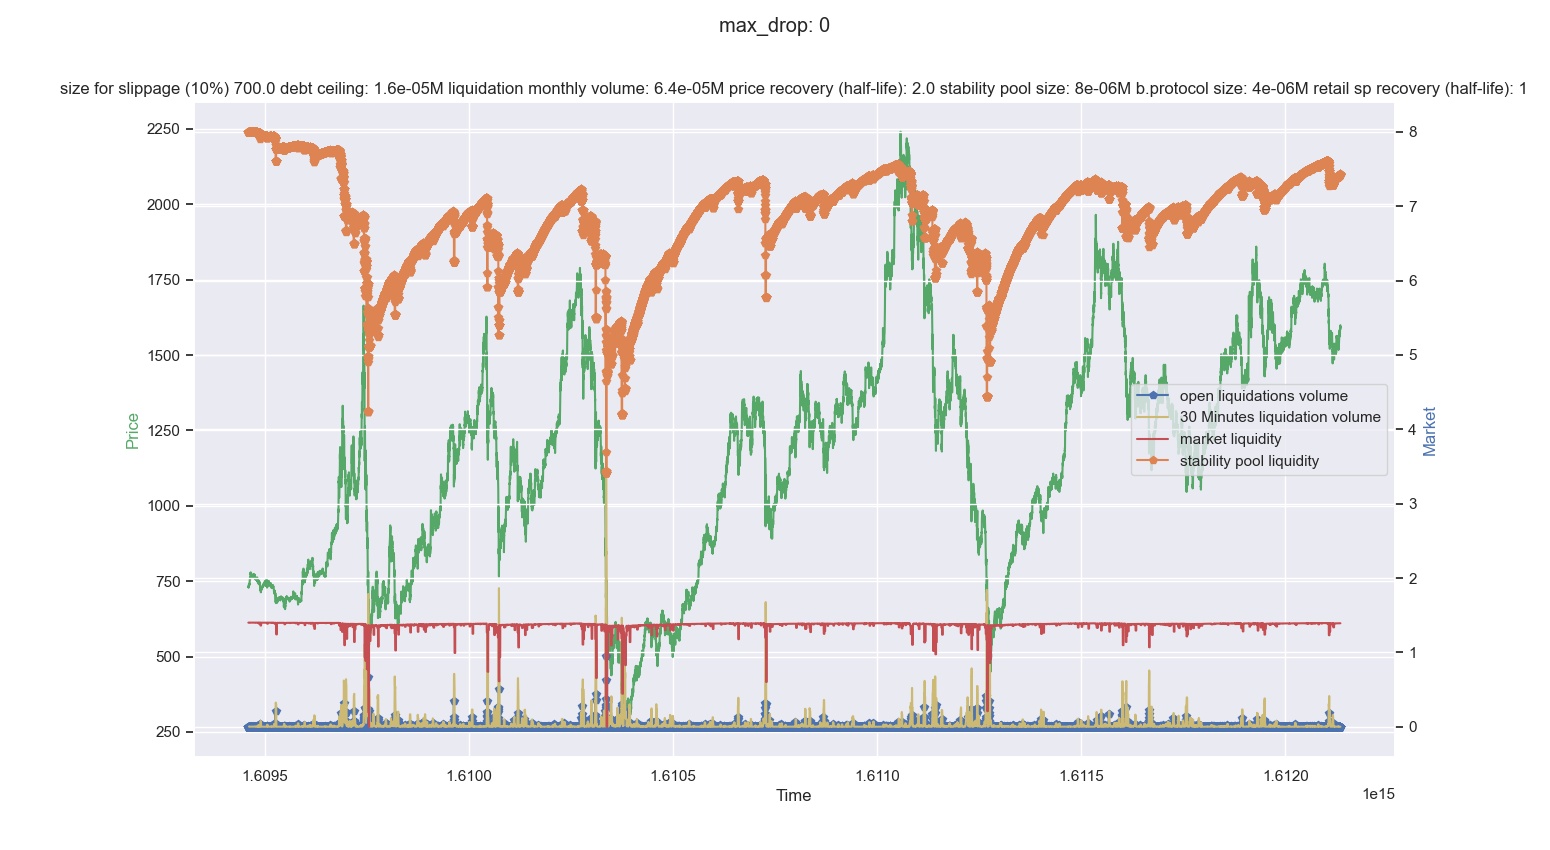 max_drop: 0
size for slippage (10%) 700.0 debt ceiling: 1.6e-05M liquidation monthly volume: 6.4e-05M price recovery (half-life): 2.0 stability pool size: 8e-06M b.protocol size: 4e-06M retail sp recovery (half-life): 1
2250
2000
1750
1500
1250
1000
750
500
250
Price
8
7
6
5
4
3
2
1
0
Market
open liquidations volume
30 Minutes liquidation volume
market liquidity
stability pool liquidity
1.6095 1.6100 1.6105 1.6110 1.6115 1.6120
Time
1e15